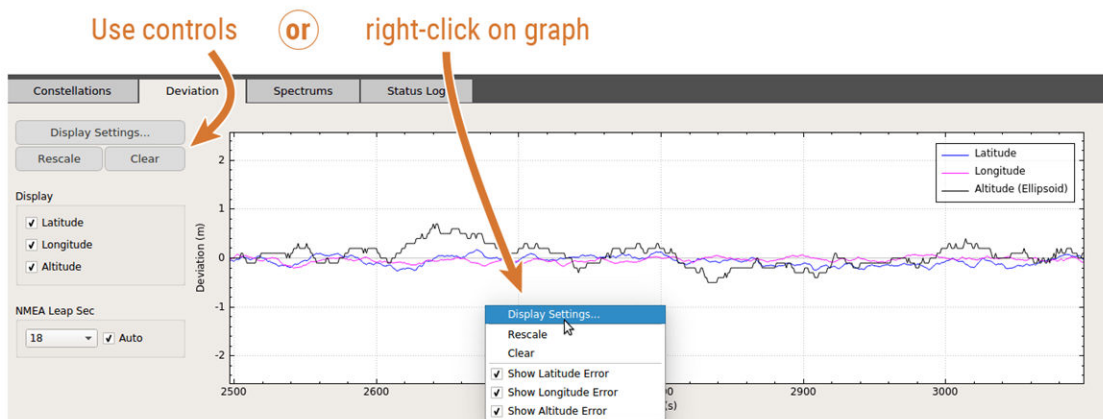 Use controls or right-click on graph
Constellations Deviation Spectrums Status Log
Display Settings...
Rescale Clear
Display
Latitude
Longitude
Altitude
NMEA Leap Sec
18 Auto
Deviation (m)
2
1
0
-1
-2
Latitude
Longitude
Altitude (Ellipsoid)
Display Settings...
Rescale
Clear
Show Latitude Error
Show Longitude Error
Show Altitude Error
2500 2600 2900 3000
(s)